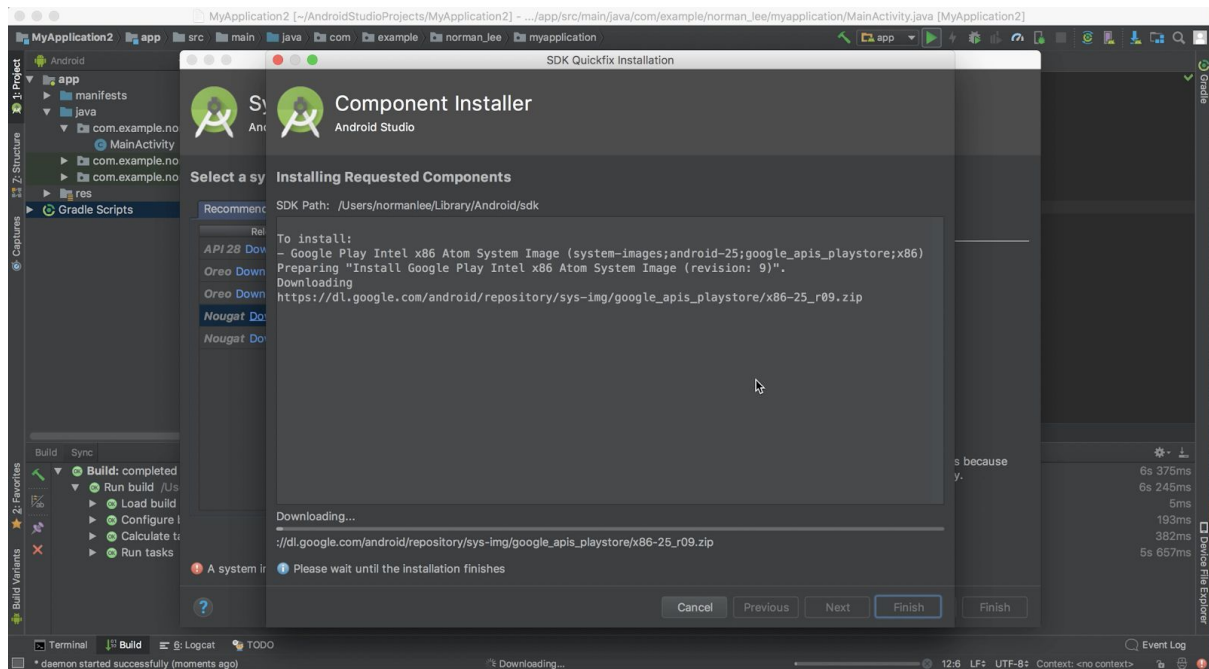 MyApplication2 [~/AndroidStudioProjects/MyApplication2] - .../app/src/main/java/com/example/norman_lee/myapplication/MainActivity.java [MyApplication2]
MyApplication2 app src main java com example norman_lee myapplication
app
1: Project
Android
app
manifests
java
com.example.no
MainActivity
com.example.no
com.example.no
res
Gradle Scripts
Z: Structure
Captures
2: Favorites
Build Variants
Gradle
Device File Explorer
Sy
And
Select a sy
Recommend
Rel
API 28 Dow
Oreo Down
Oreo Down
Nougat Do
Nougat Do
s because
y.
A system in
?
Finish
SDK Quickfix Installation
Component Installer
Android Studio
Installing Requested Components
SDK Path: /Users/normanlee/Library/Android/sdk
To install:
- Google Play Intel x86 Atom System Image (system-images;android-25;google_apis_playstore;x86)
Preparing "Install Google Play Intel x86 Atom System Image (revision: 9)".
Downloading
https://dl.google.com/android/repository/sys-img/google_apis_playstore/x86-25_r09.zip
Downloading...
://dl.google.com/android/repository/sys-img/google_apis_playstore/x86-25_r09.zip
Please wait until the installation finishes
Cancel Previous Next Finish
Build Sync
Build: completed
Run build /Us
Load build
Configure
Calculate ta
Run tasks
6s 375ms
6s 245ms
5ms
193ms
382ms
5s 657ms
Terminal Build 6: Logcat TODO
Event Log
* daemon started successfully (moments ago)
Downloading...
12:6 LF UTF-8 Context: <no context>